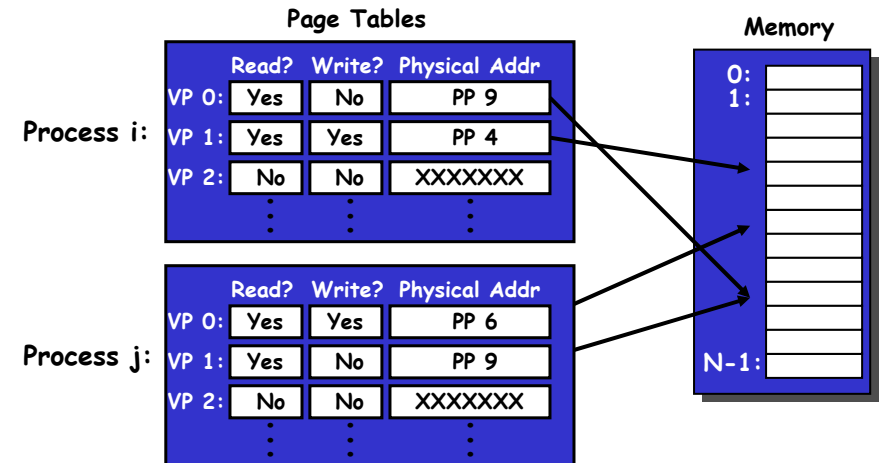 Page Tables
Memory
Read? Write? Physical Addr
VP 0: Yes No PP 9
Process i: VP 1: Yes Yes PP 4
VP 2: No No XXXXXXX
Read? Write? Physical Addr
VP 0: Yes Yes PP 6
Process j: VP 1: Yes No PP 9
VP 2: No No XXXXXXX
0:
1:
N-1: